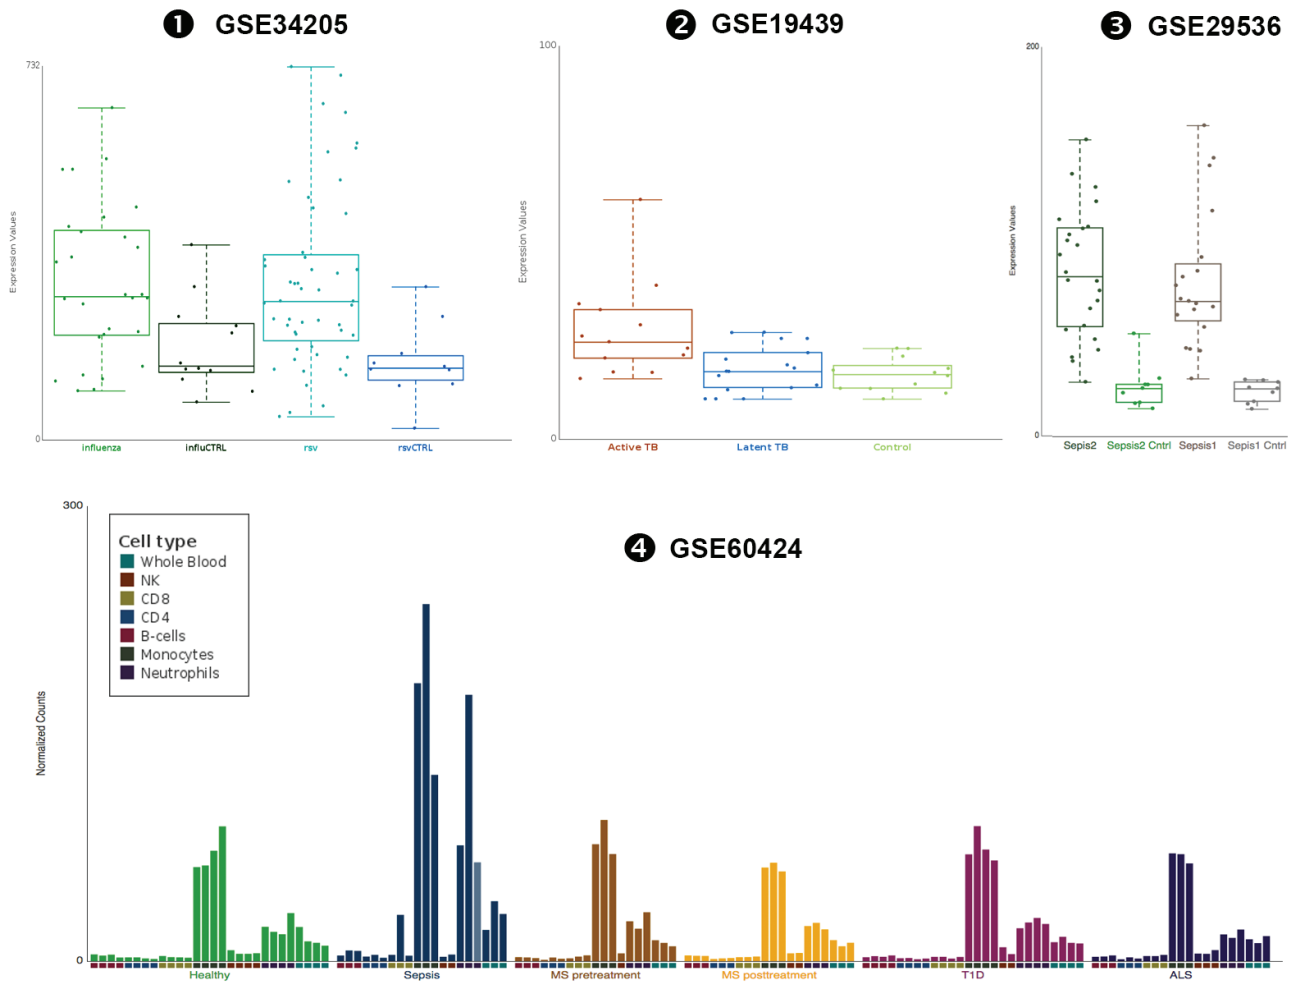 ❶ GSE34205
❷ GSE19439
❸ GSE29536
732
Expression Values
0
influenza
influCTRL
rsv
rsvCTRL
100
Expression Values
0
Active TB
Latent TB
Control
200
Expression Values
0
Sepis2
Sepsis2 Cntrl
Sepsis1
Sepis1 Cntrl
❹ GSE60424
300
Cell type
Whole Blood
NK
CD8
CD4
B-cells
Monocytes
Neutrophils
Normalized Counts
0
Healthy
Sepsis
MS pretreatment
MS posttreatment
T1D
ALS